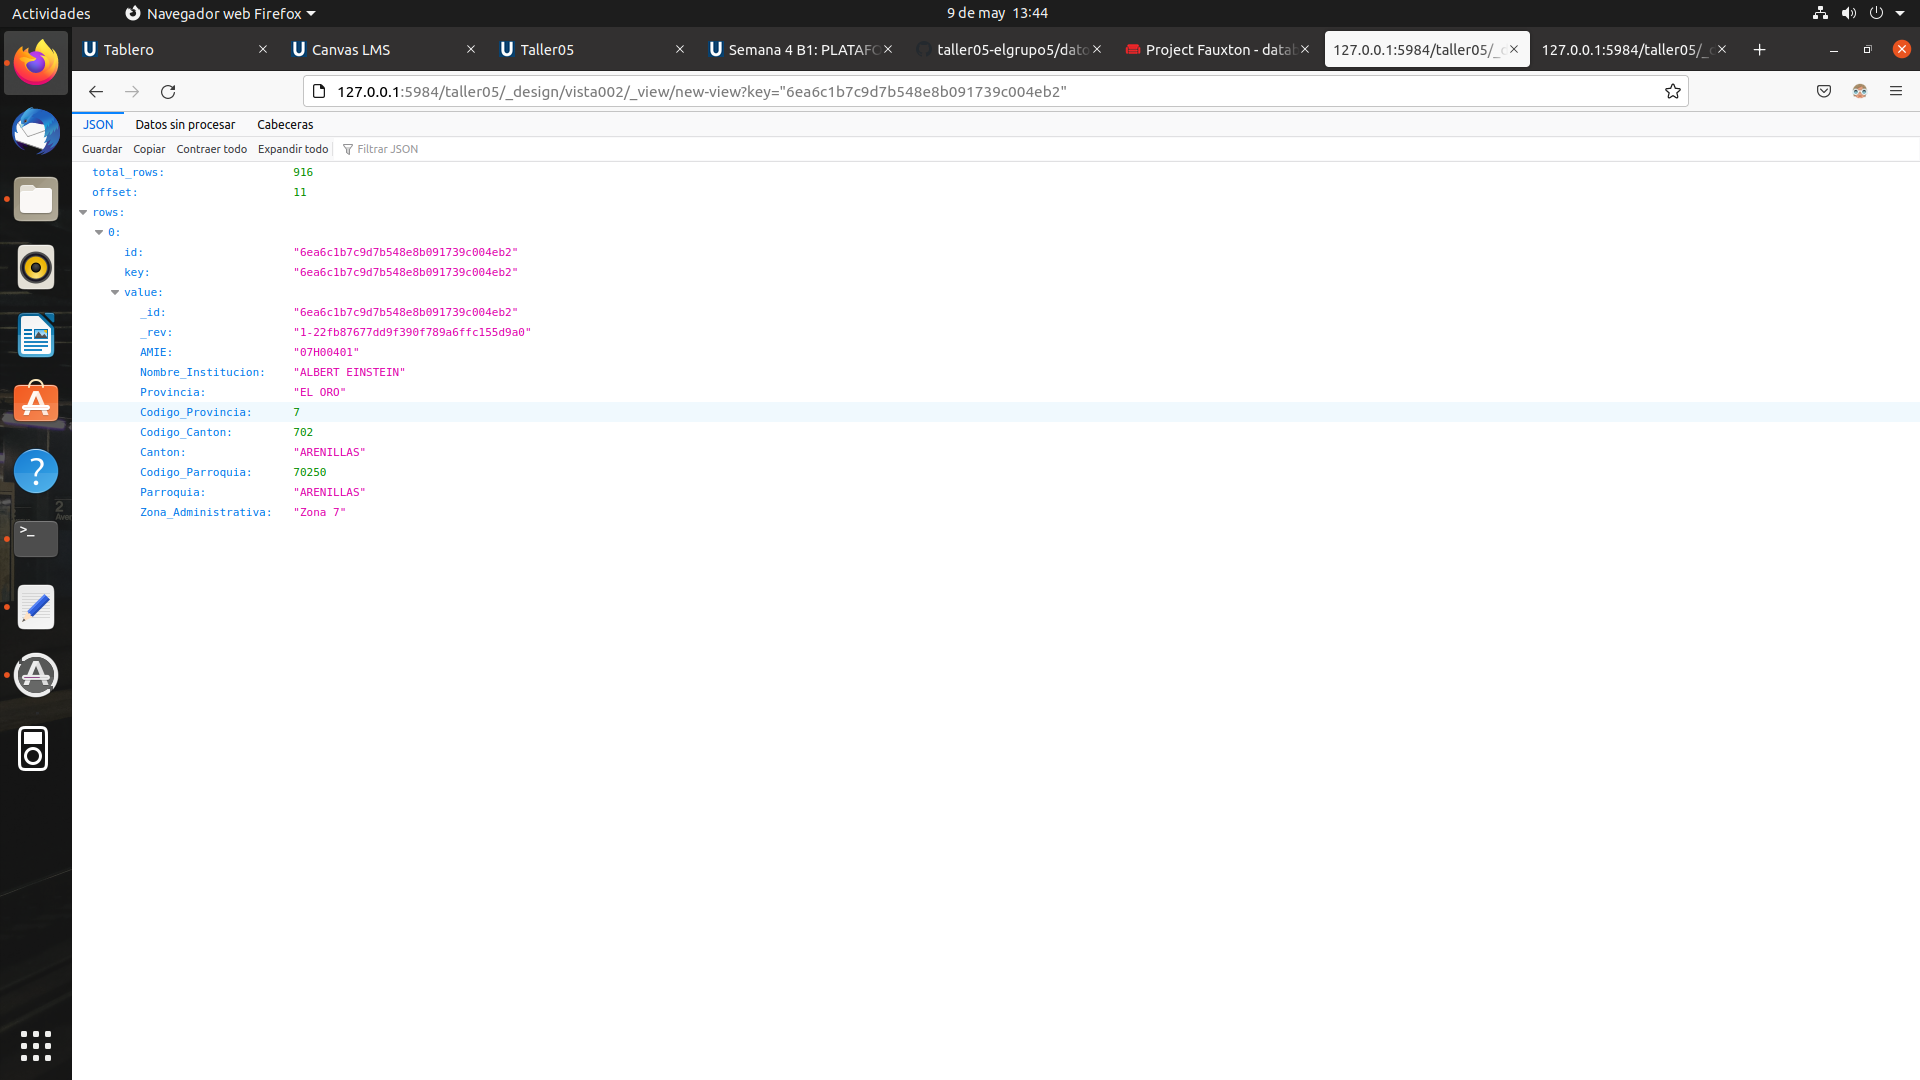 Actividades Navegador web Firefox 9 de may 13:44
Tablero Canvas LMS Taller05 Semana 4 B1: PLATAFO taller05-elgrupo5/dato Project Fauxton - datab 127.0.0.1:5984/taller05/_ 127.0.0.1:5984/taller05/_
127.0.0.1:5984/taller05/_design/vista002/_view/new-view?key="6ea6c1b7c9d7b548e8b091739c004eb2"
JSON Datos sin procesar Cabeceras
Guardar Copiar Contraer todo Expandir todo Filtrar JSON
total_rows: 916
offset: 11
rows:
0:
id: "6ea6c1b7c9d7b548e8b091739c004eb2"
key: "6ea6c1b7c9d7b548e8b091739c004eb2"
value:
_id: "6ea6c1b7c9d7b548e8b091739c004eb2"
_rev: "1-22fb87677dd9f390f789a6ffc155d9a0"
AMIE: "07H00401"
Nombre_Institucion: "ALBERT EINSTEIN"
Provincia: "EL ORO"
Codigo_Provincia: 7
Codigo_Canton: 702
Canton: "ARENILLAS"
Codigo_Parroquia: 70250
Parroquia: "ARENILLAS"
Zona_Administrativa: "Zona 7"